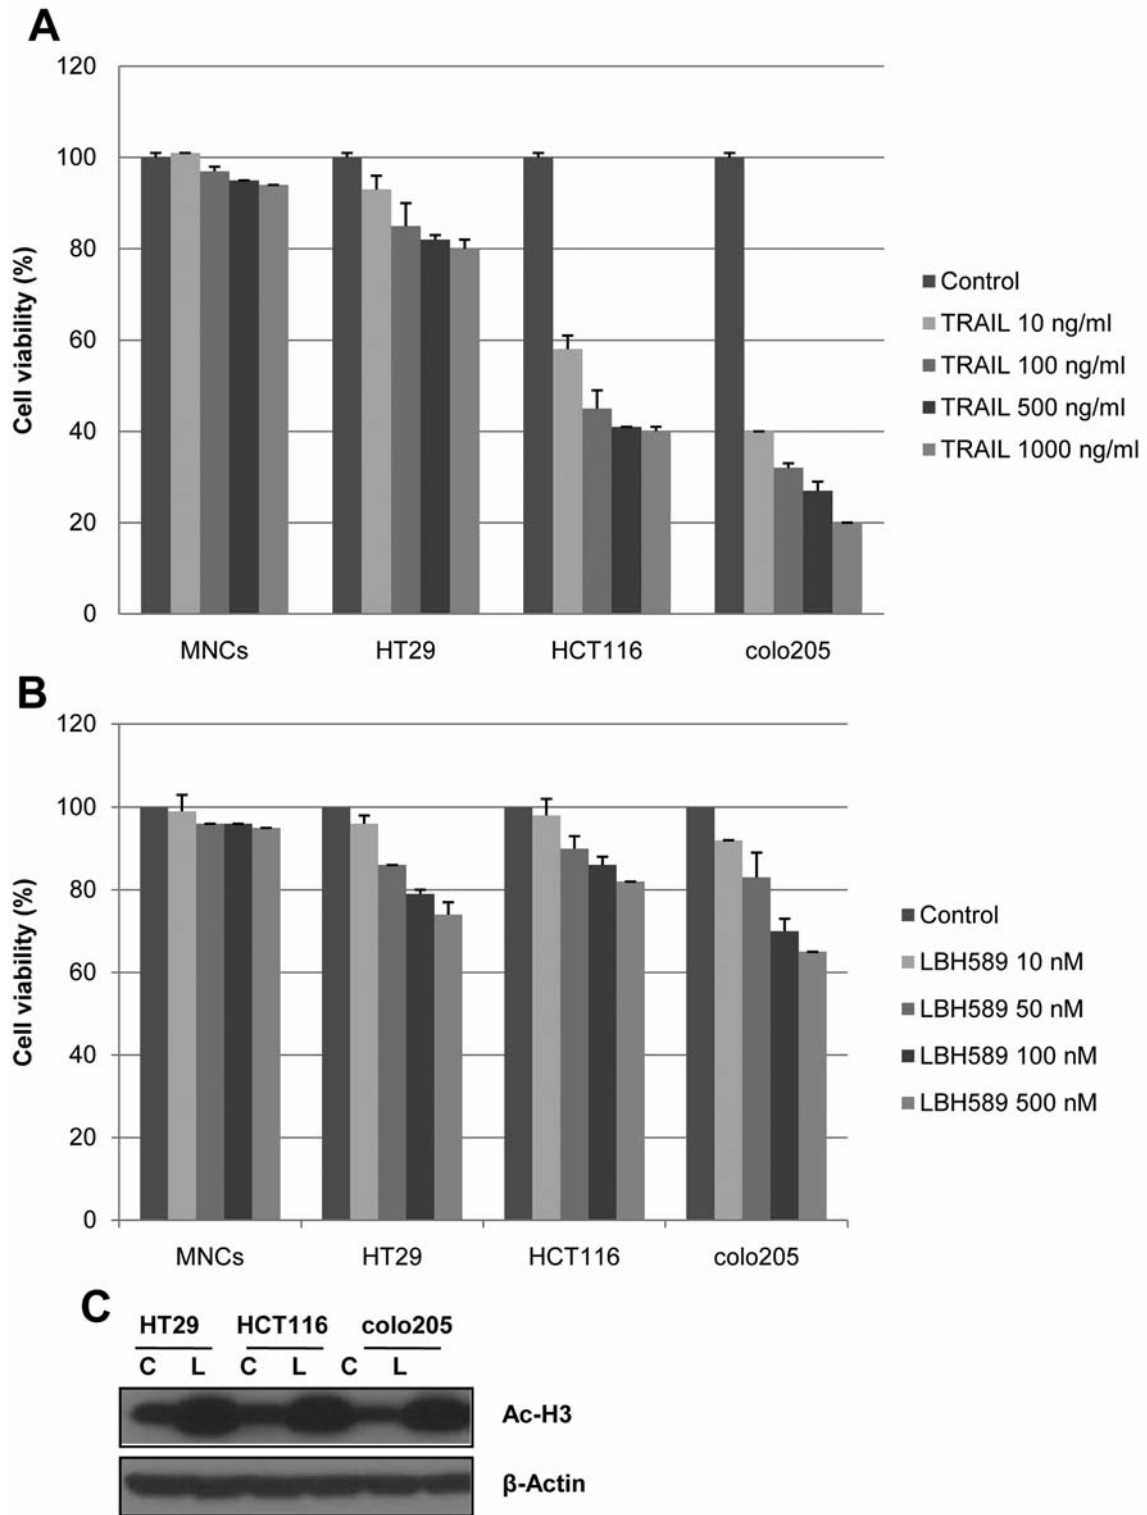 A
120
100
80
60
40
20
0
Cell viability (%)
MNCs HT29 HCT116 colo205
Control
TRAIL 10 ng/ml
TRAIL 100 ng/ml
TRAIL 500 ng/ml
TRAIL 1000 ng/ml
B
120
100
80
60
40
20
0
Cell viability (%)
MNCs HT29 HCT116 colo205
Control
LBH589 10 nM
LBH589 50 nM
LBH589 100 nM
LBH589 500 nM
C
HT29 HCT116 colo205
C L C L C L
Ac-H3
β-Actin